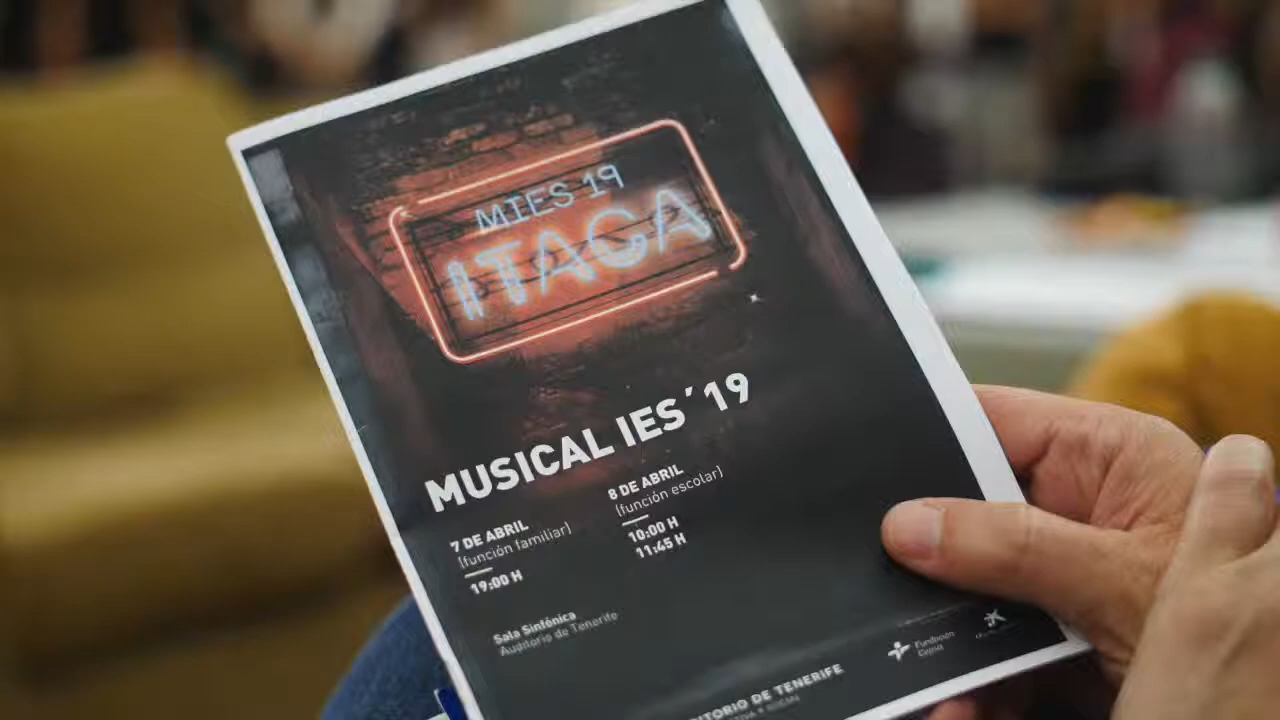 MIES 19
ITACA
MUSICAL IES´19
7 DE ABRIL
(función familiar)
19:00 H
8 DE ABRIL
(función escolar)
10:00 H
11:45 H
Sala Sinfónica
Auditorio de Tenerife
ITORIO DE TENERIFE
Fundación